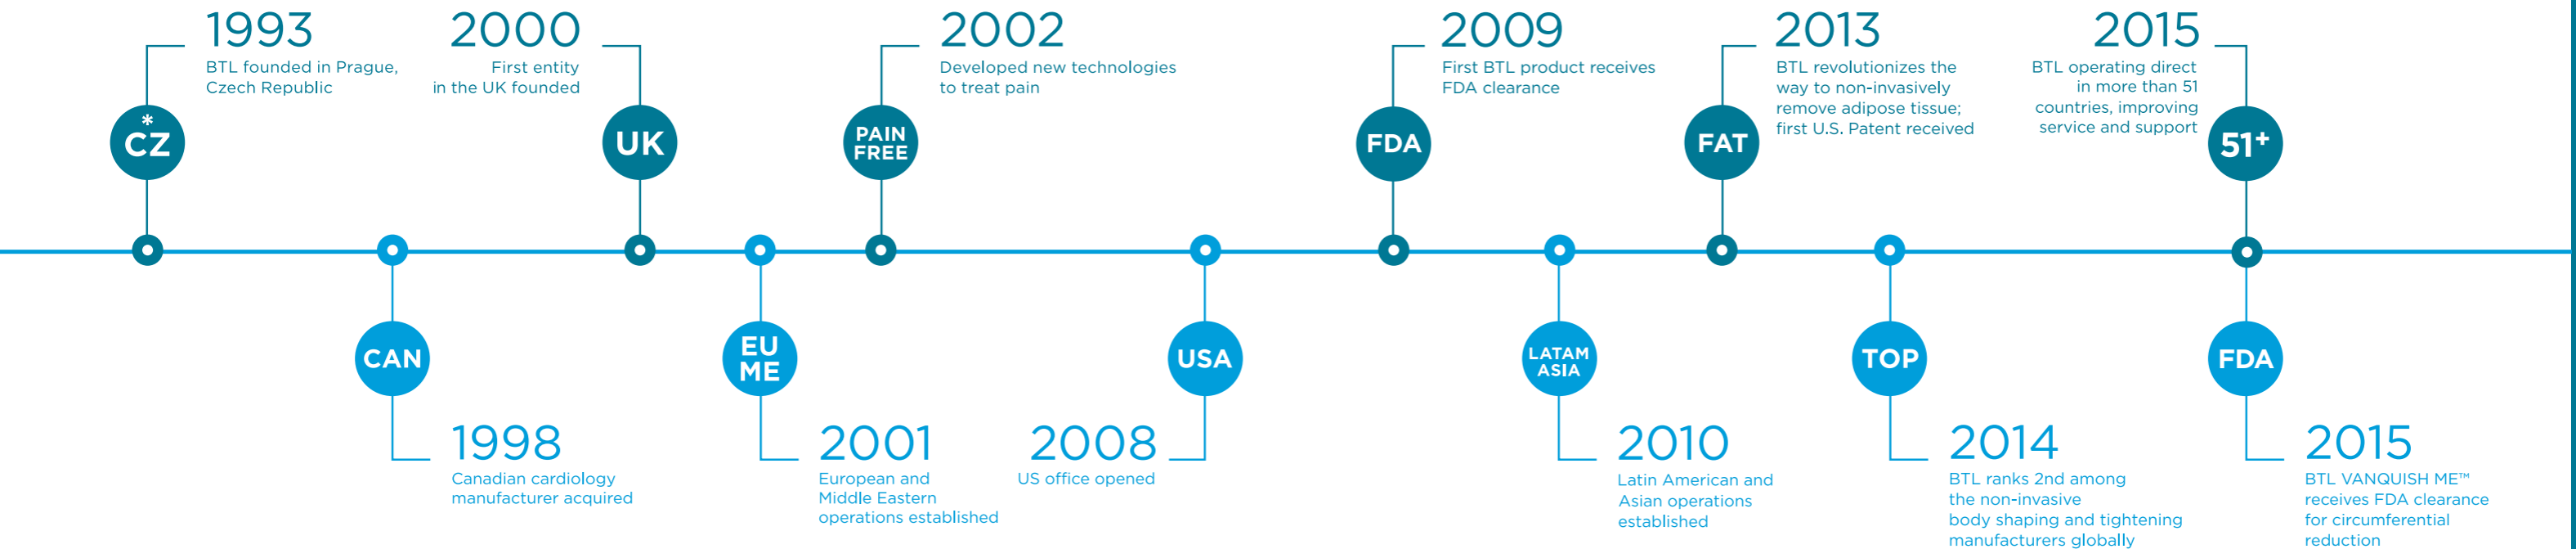 1993
BTL founded in Prague,
Czech Republic
*
CZ
2000
First entity
in the UK founded
UK
2002
Developed new technologies
to treat pain
PAIN
FREE
2009
First BTL product receives
FDA clearance
FDA
2013
BTL revolutionizes the
way to non-invasively
remove adipose tissue;
first U.S. Patent received
FAT
2015
BTL operating direct
in more than 51
countries, improving
service and support
51+
CAN
1998
Canadian cardiology
manufacturer acquired
EU
ME
2001
European and
Middle Eastern
operations established
USA
2008
US office opened
LATAM
ASIA
2010
Latin American and
Asian operations
established
TOP
2014
BTL ranks 2nd among
the non-invasive
body shaping and tightening
manufacturers globally
FDA
2015
BTL VANQUISH ME™
receives FDA clearance
for circumferential
reduction